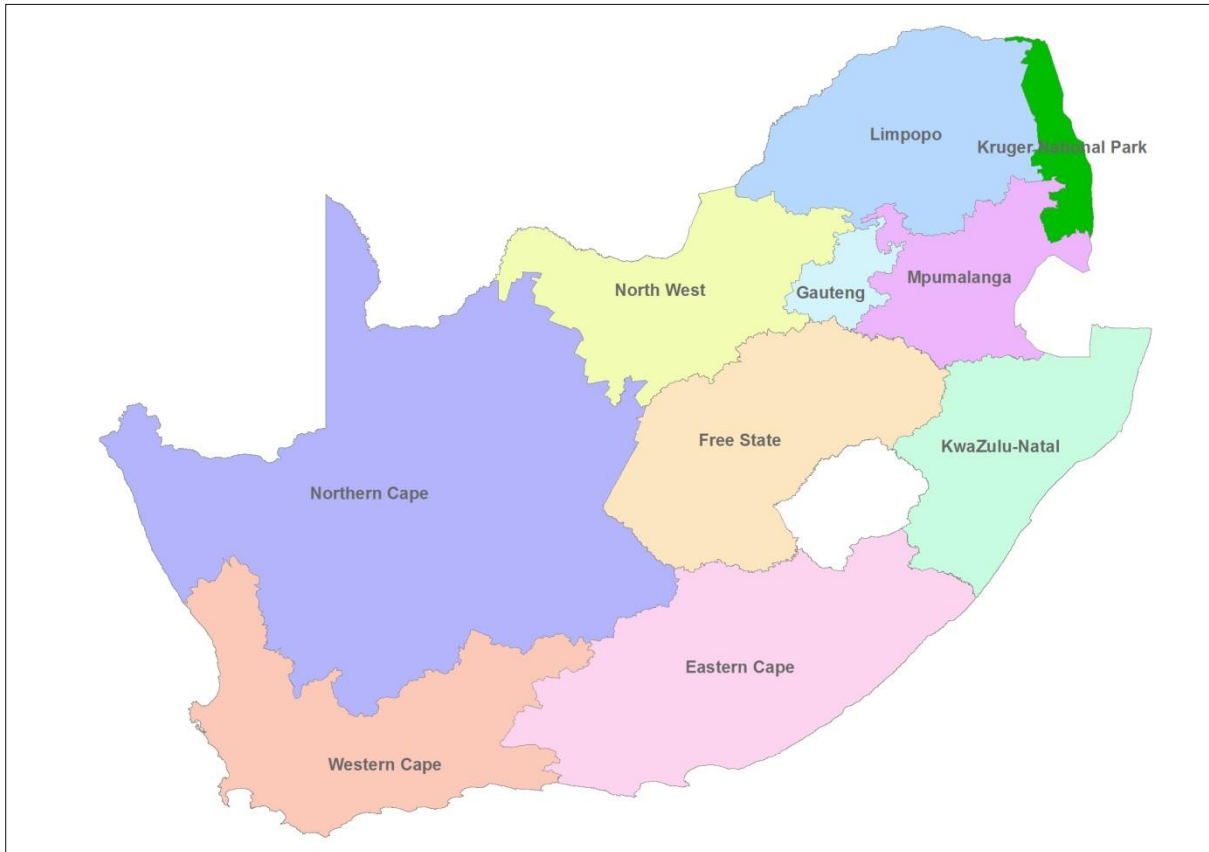 Limpopo
Kruger National Park
North West
Gauteng
Mpumalanga
Free State
KwaZulu-Natal
Northern Cape
Eastern Cape
Western Cape